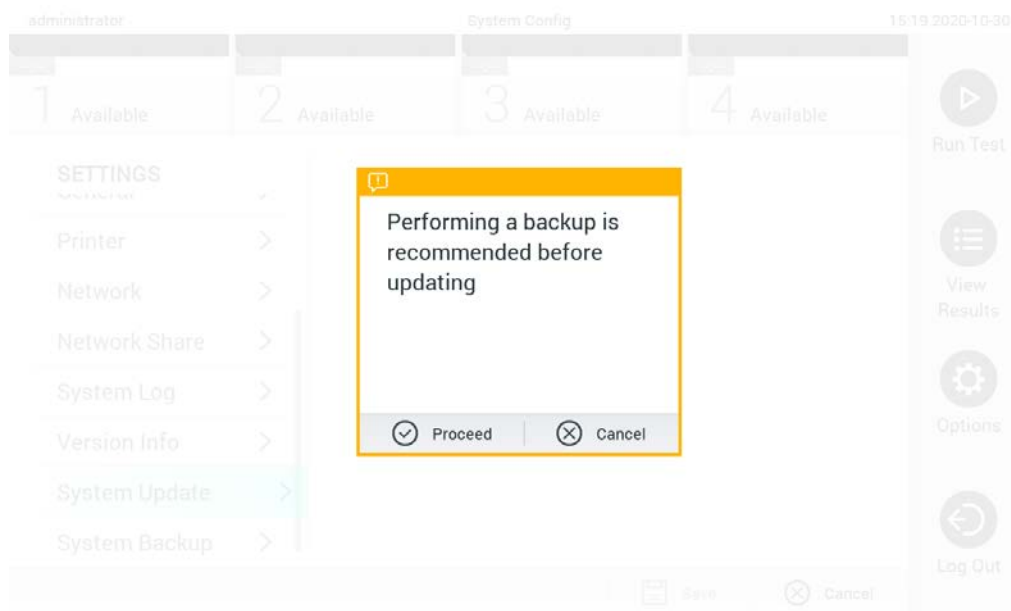 administrator
System Config
15:19 2020-10-30
1 Available
2 Available
3 Available
4 Available
Run Test
SETTINGS
General
Performing a backup is
recommended before
updating
Printer
Network
View
Results
Network Share
System Log
Options
Version Info
Proceed
Cancel
System Update
System Backup
Log Out
Save
Cancel